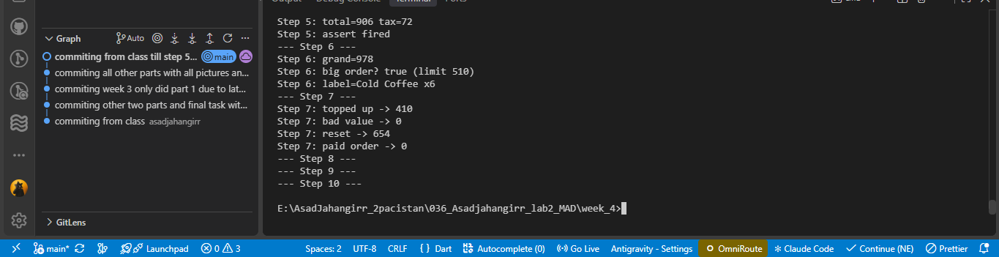 Output Debug Console Terminal Ports
Graph
Auto
commiting from class till step 5... main
commiting all other parts with all pictures an...
commiting week 3 only did part 1 due to lat...
commiting other two parts and final task wit...
commiting from class asadjahangirr
GitLens
Step 5: total=906 tax=72
Step 5: assert fired
--- Step 6 ---
Step 6: grand=978
Step 6: big order? true (limit 510)
Step 6: label=Cold Coffee x6
--- Step 7 ---
Step 7: topped up -> 410
Step 7: bad value -> 0
Step 7: reset -> 654
Step 7: paid order -> 0
--- Step 8 ---
--- Step 9 ---
--- Step 10 ---
E:\AsadJahangirr_2pacistan\036_Asadjahangirr_lab2_MAD\week_4>
main* Launchpad 0 3 Spaces: 2 UTF-8 CRLF { } Dart Autocomplete (0) Go Live Antigravity - Settings OmniRoute Claude Code Continue (NE) Prettier